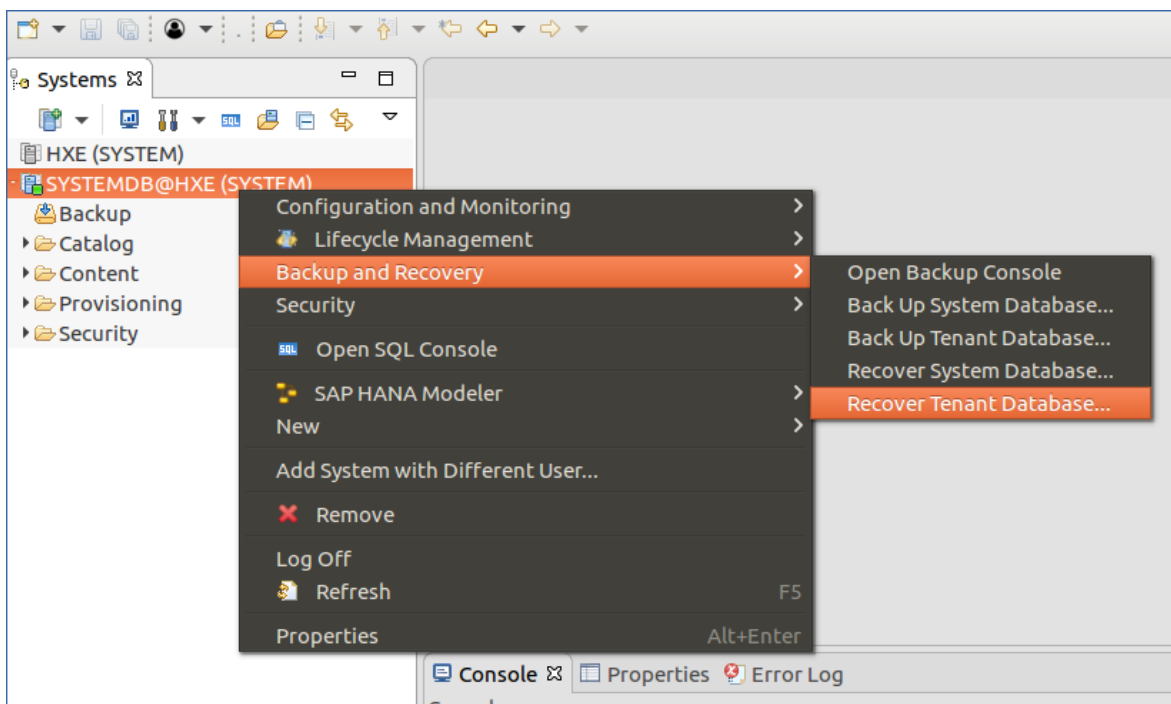 Systems
SQL
HXE (SYSTEM)
SYSTEMDB@HXE (SYSTEM)
Backup
Catalog
Content
Provisioning
Security
Configuration and Monitoring
Lifecycle Management
Backup and Recovery
Security
SQL Open SQL Console
SAP HANA Modeler
New
Add System with Different User...
Remove
Log Off
Refresh F5
Properties Alt+Enter
Open Backup Console
Back Up System Database...
Back Up Tenant Database...
Recover System Database...
Recover Tenant Database...
Console Properties Error Log